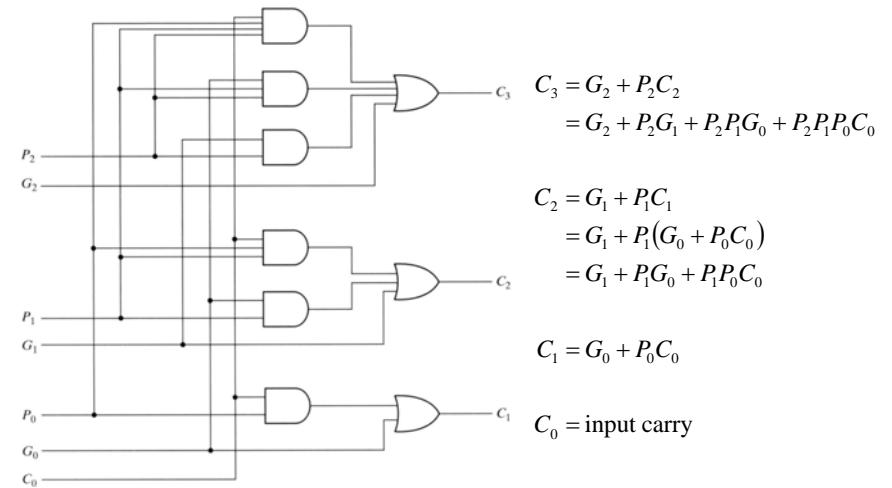 P₂
G₂
P₁
G₁
P₀
G₀
C₀
C₃
C₂
C₁
C₃ = G₂ + P₂C₂
= G₂ + P₂G₁ + P₂P₁G₀ + P₂P₁P₀C₀
C₂ = G₁ + P₁C₁
= G₁ + P₁(G₀ + P₀C₀)
= G₁ + P₁G₀ + P₁P₀C₀
C₁ = G₀ + P₀C₀
C₀ = input carry